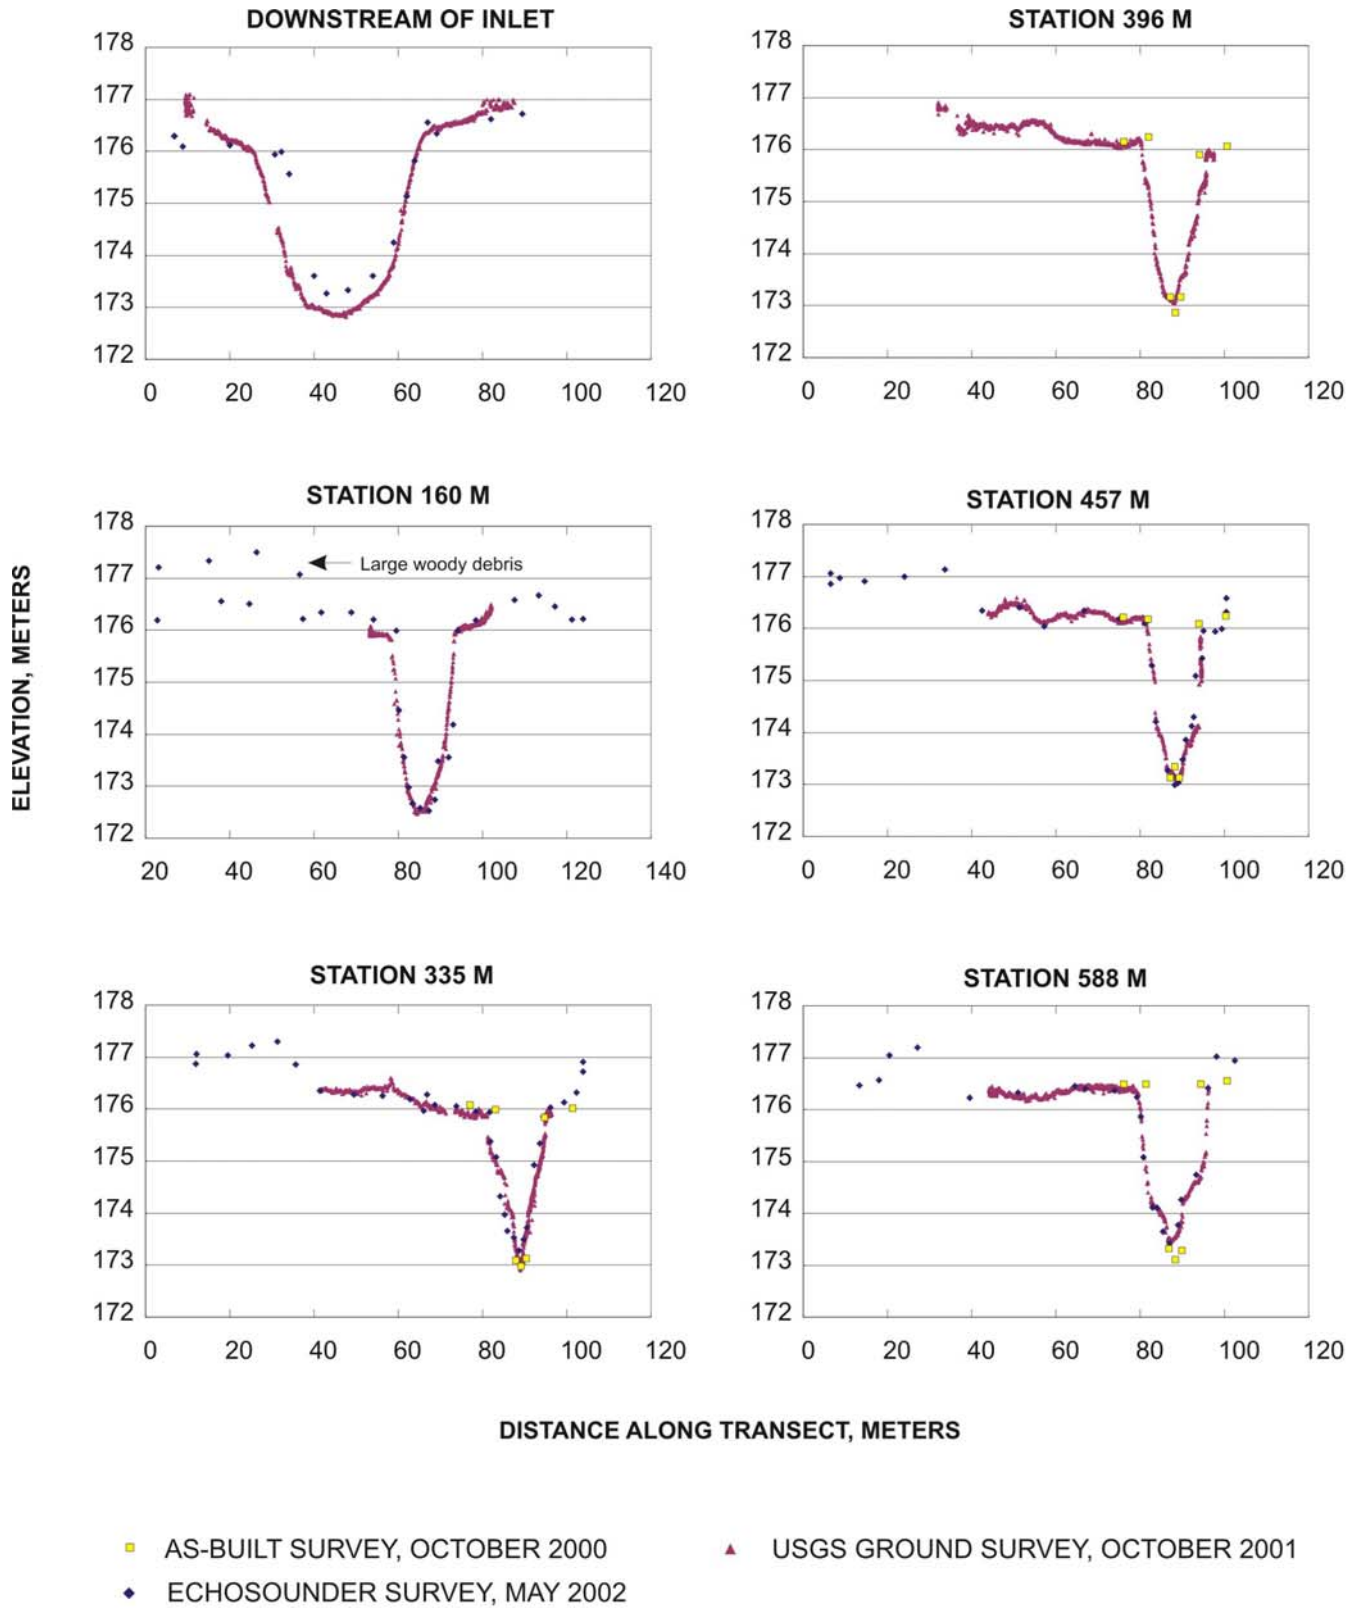 DOWNSTREAM OF INLET
178
177
176
175
174
173
172
0 20 40 60 80 100 120
STATION 396 M
178
177
176
175
174
173
172
0 20 40 60 80 100 120
ELEVATION, METERS
STATION 160 M
178
177
176
175
174
173
172
20 40 60 80 100 120 140
Large woody debris
STATION 457 M
178
177
176
175
174
173
172
0 20 40 60 80 100 120
STATION 335 M
178
177
176
175
174
173
172
0 20 40 60 80 100 120
STATION 588 M
178
177
176
175
174
173
172
0 20 40 60 80 100 120
DISTANCE ALONG TRANSECT, METERS
AS-BUILT SURVEY, OCTOBER 2000
USGS GROUND SURVEY, OCTOBER 2001
ECHOSOUNDER SURVEY, MAY 2002